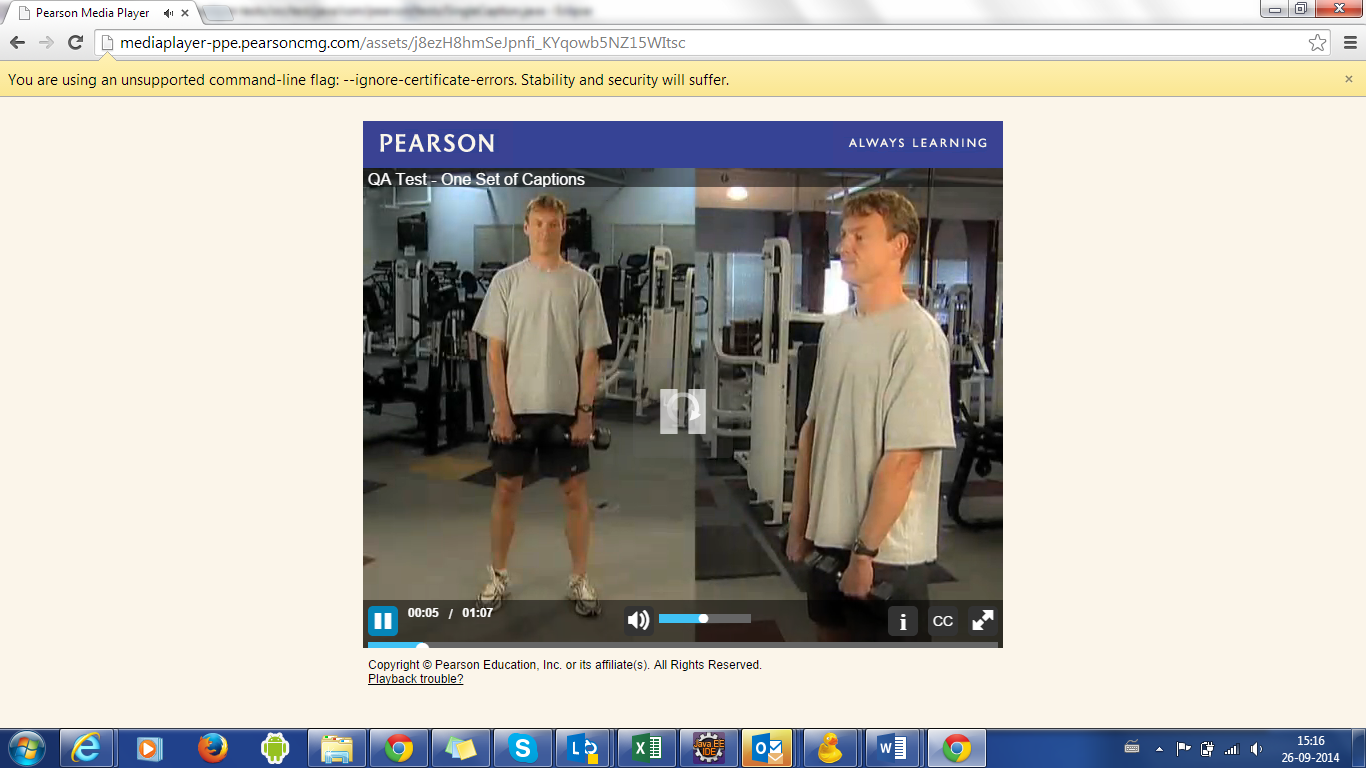 Pearson Media Player
mediaplayer-ppe.pearsoncmg.com/assets/j8ezH8hmSeJpnfi_KYqowb5NZ15WItsc
You are using an unsupported command-line flag: --ignore-certificate-errors. Stability and security will suffer.
PEARSON
ALWAYS LEARNING
QA Test - One Set of Captions
00:05 / 01:07
i
CC
Copyright © Pearson Education, Inc. or its affiliate(s). All Rights Reserved.
Playback trouble?
Java EE
IDE
15:16
26-09-2014